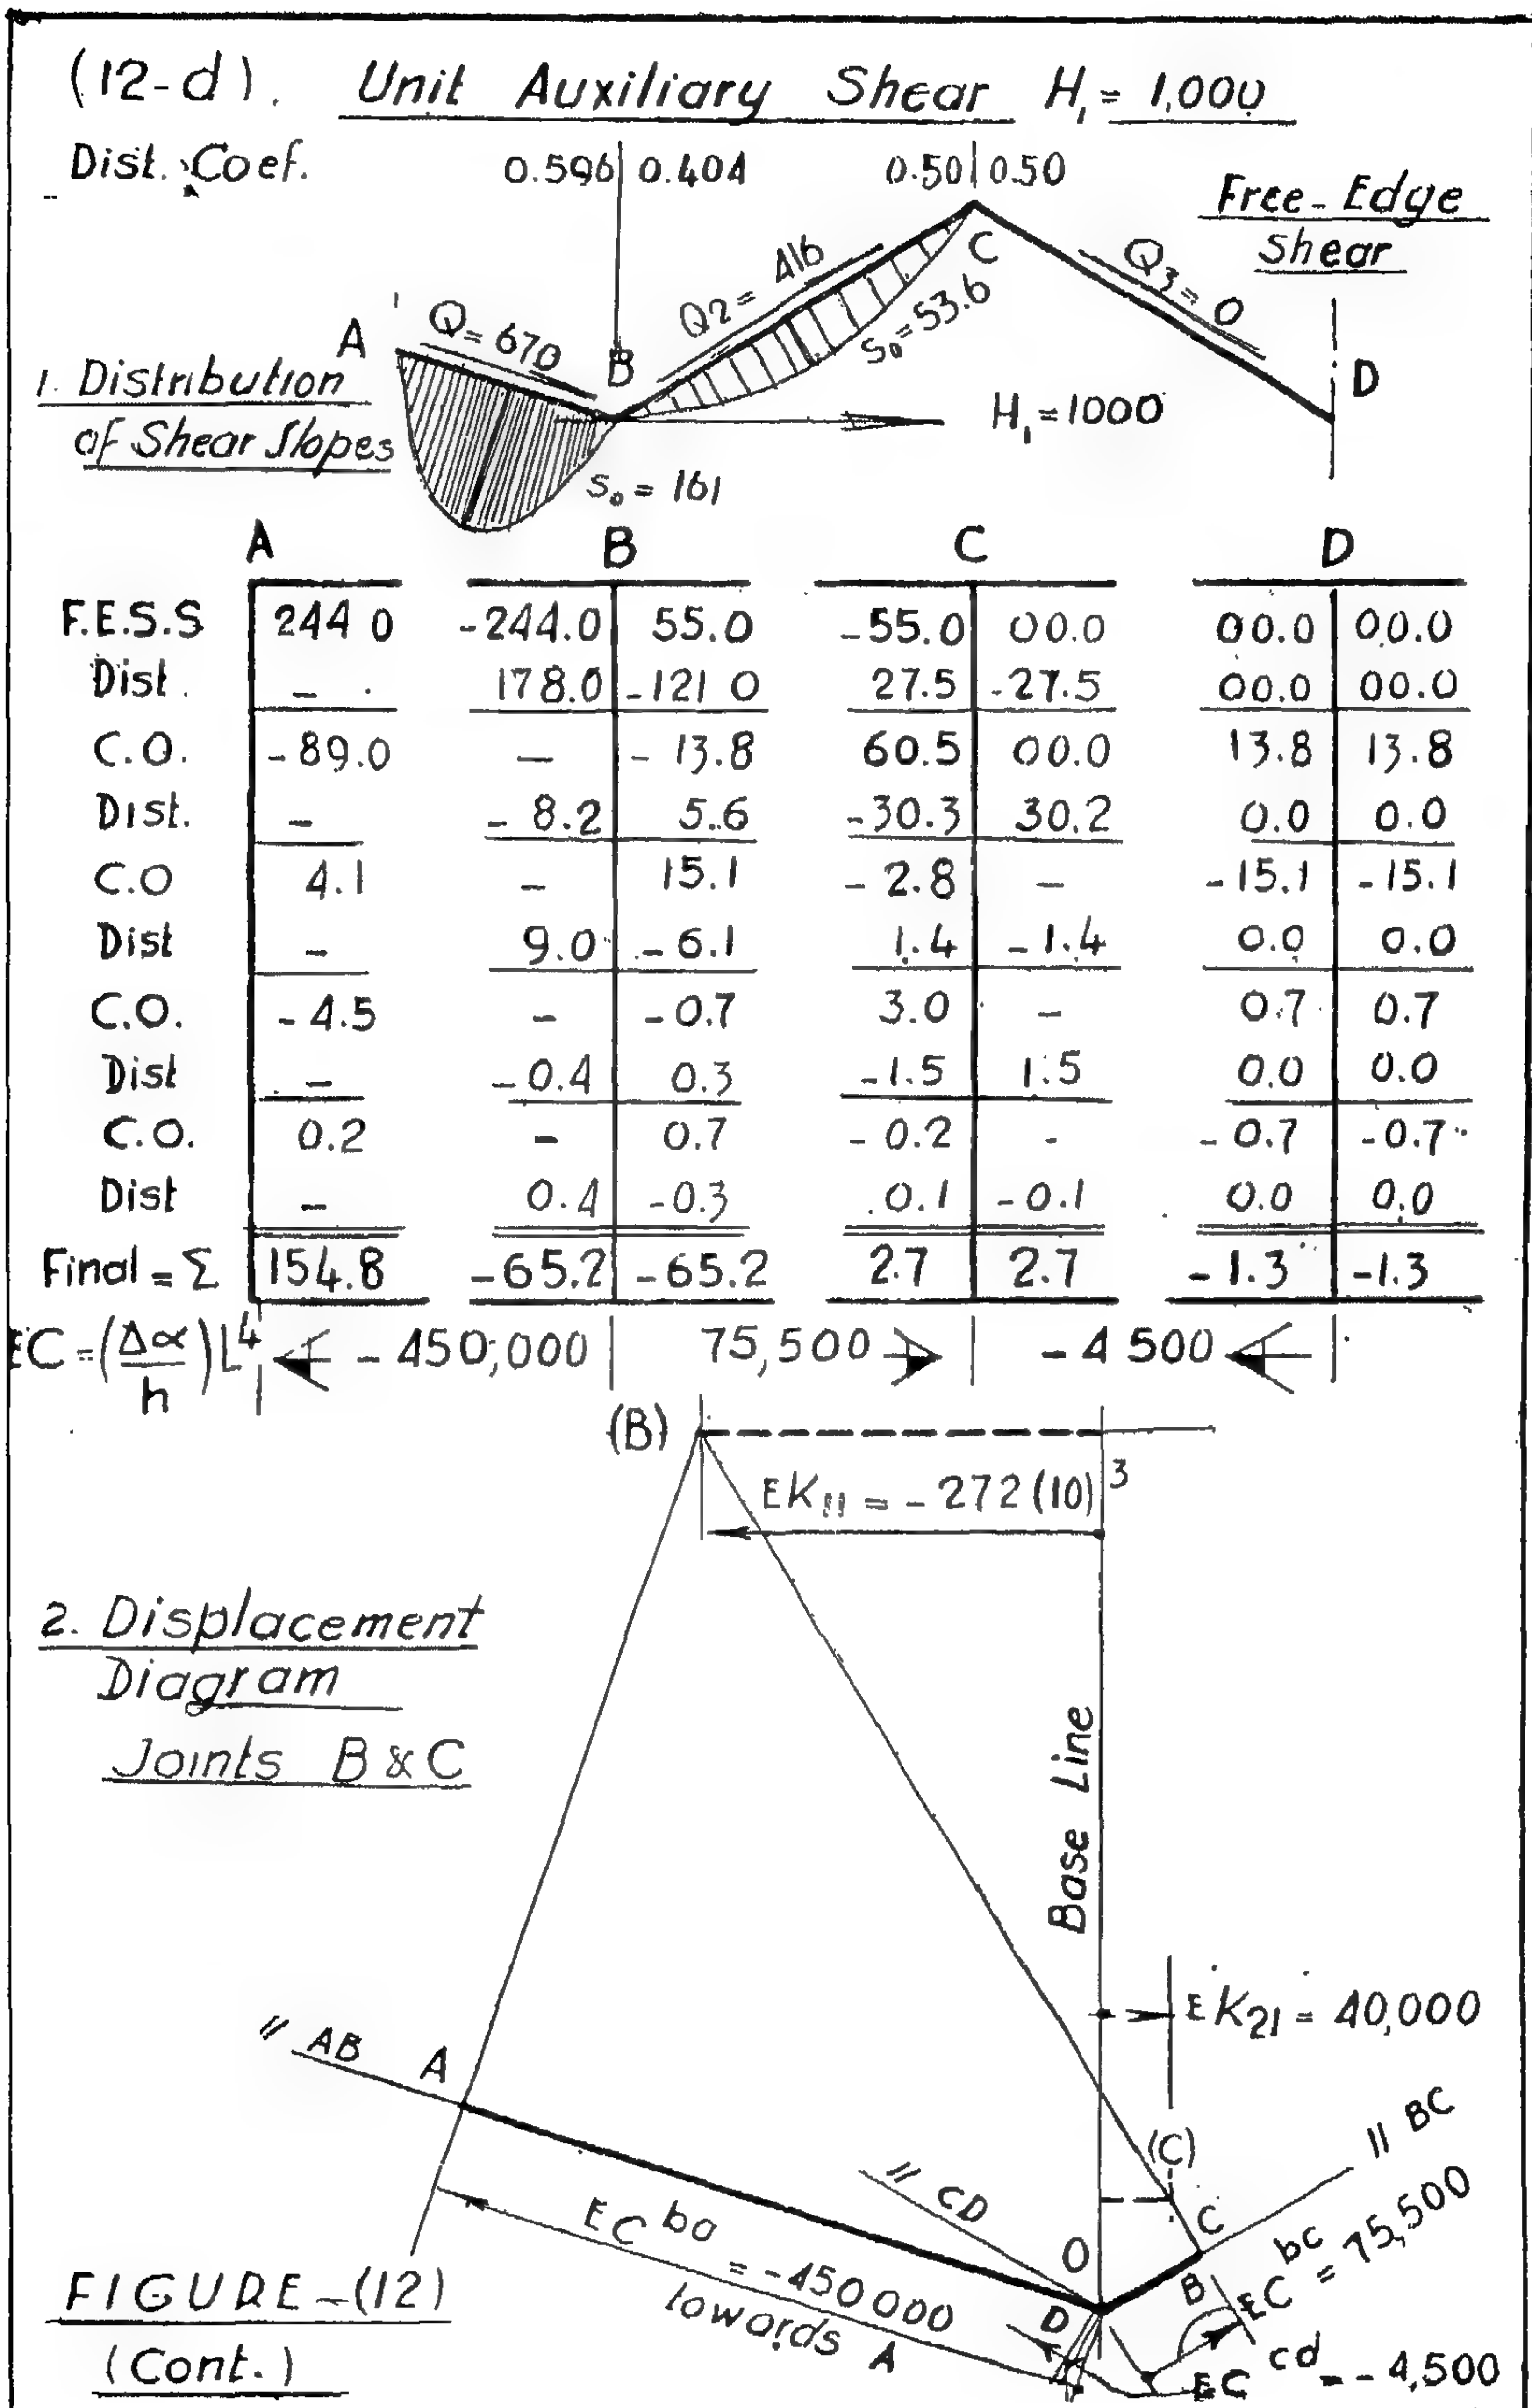 (12-d). Unit Auxiliary Shear H₁ = 1,000
Dist. Coef. 0.596 0.404 0.50 0.50
Free-Edge
Shear
A Q = 670 B Q2 = 416 C Q3 = 0 D
s₀ = 53.6
1. Distribution
of Shear Slopes
H₁ = 1000
s₀ = 161
A B C D
F.E.S.S 244 0 -244.0 55.0 -55.0 00.0 00.0 00.0
Dist. - 178.0 -121 0 27.5 -27.5 00.0 00.0
C.O. -89.0 — -13.8 60.5 00.0 13.8 13.8
Dist. - -8.2 5.6 -30.3 30.2 0.0 0.0
C.O 4.1 - 15.1 -2.8 - -15.1 -15.1
Dist - 9.0 -6.1 1.4 -1.4 0.0 0.0
C.O. -4.5 - -0.7 3.0 - 0.7 0.7
Dist - -0.4 0.3 -1.5 1.5 0.0 0.0
C.O. 0.2 - 0.7 -0.2 - -0.7 -0.7
Dist - 0.4 -0.3 0.1 -0.1 0.0 0.0
Final = Σ 154.8 -65.2 -65.2 2.7 2.7 -1.3 -1.3
EC = (Δα/h)L⁴ -450,000 75,500 -4 500
(B)
EK₁₁ = -272(10)³
2. Displacement
Diagram
Joints B & C
Base Line
EK21 = 40,000
// AB A
(C)
// BC
// CD
C
O
B
D
EC ba = -450 000
towards A
EC bc = 75,500
EC cd = -4,500
FIGURE-(12)
(Cont.)